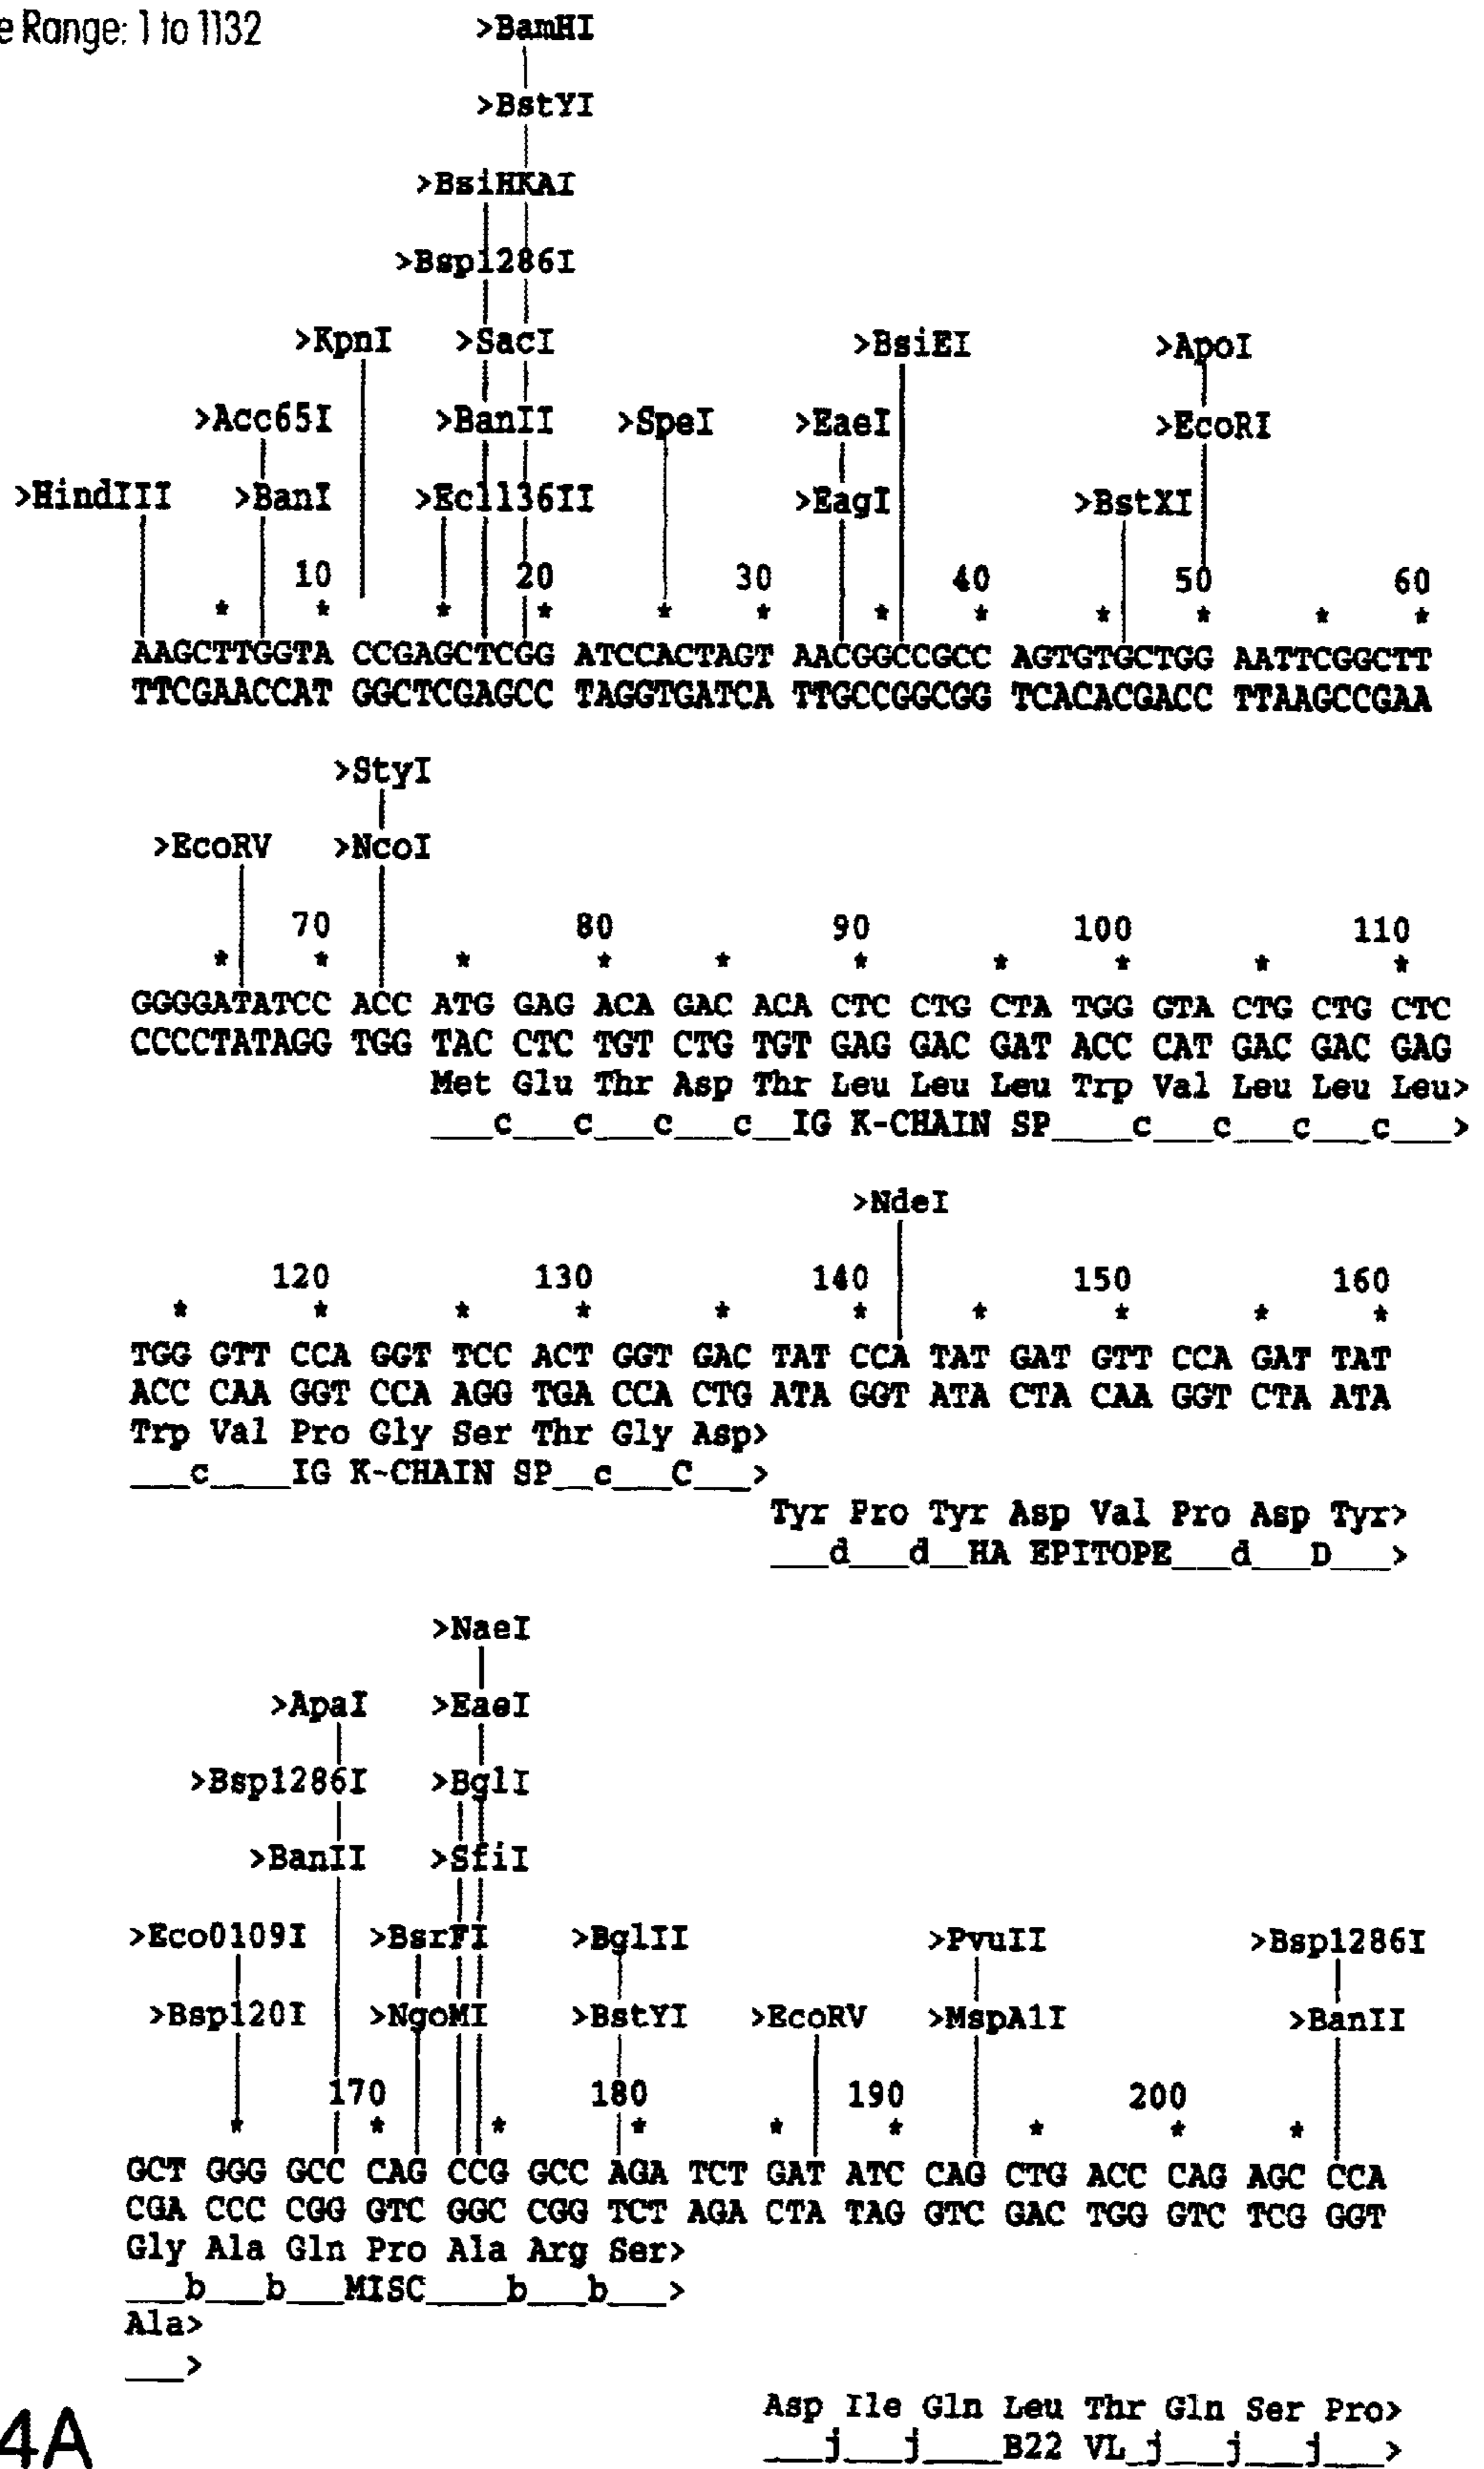 e Range: 1 to 1132
>BamHI
>BstYI
>BsiHKAI
>Bsp1286I
>KpnI >SacI >BsiEI >ApoI
>Acc65I >BanII >SpeI >EaeI >EcoRI
>HindIII >BanI >Ecl136II >EagI >BstXI
10 20 30 40 50 60
* * * * * * * * * * * *
AAGCTTGGTA CCGAGCTCGG ATCCACTAGT AACGGCCGCC AGTGTGCTGG AATTCGGCTT
TTCGAACCAT GGCTCGAGCC TAGGTGATCA TTGCCGGCGG TCACACGACC TTAAGCCGAA
>StyI
>EcoRV >NcoI
70 80 90 100 110
* * * * * * * * * *
GGGGATATCC ACC ATG GAG ACA GAC ACA CTC CTG CTA TGG GTA CTG CTG CTC
CCCCTATAGG TGG TAC CTC TGT CTG TGT GAG GAC GAT ACC CAT GAC GAC GAG
Met Glu Thr Asp Thr Leu Leu Leu Trp Val Leu Leu Leu>
___c___c___c___c__IG K-CHAIN SP____c___c___c___c___>
>NdeI
120 130 140 150 160
* * * * * * * * * *
TGG GTT CCA GGT TCC ACT GGT GAC TAT CCA TAT GAT GTT CCA GAT TAT
ACC CAA GGT CCA AGG TGA CCA CTG ATA GGT ATA CTA CAA GGT CTA ATA
Trp Val Pro Gly Ser Thr Gly Asp>
___c____IG K-CHAIN SP__c___C___>
Tyr Pro Tyr Asp Val Pro Asp Tyr>
___d___d__HA EPITOPE___d___D___>
>NaeI
>ApaI >EaeI
>Bsp1286I >BglI
>BanII >SfiI
>Eco0109I >BsrFI >BglII >PvuII >Bsp1286I
>Bsp120I >NgoMI >BstYI >EcoRV >MspA1I >BanII
170 180 190 200
* * * * * * * * *
GCT GGG GCC CAG CCG GCC AGA TCT GAT ATC CAG CTG ACC CAG AGC CCA
CGA CCC CGG GTC GGC CGG TCT AGA CTA TAG GTC GAC TGG GTC TCG GGT
Gly Ala Gln Pro Ala Arg Ser>
___b___b___MISC____b___b___>
Ala>
___>
Asp Ile Gln Leu Thr Gln Ser Pro>
___j___j____B22 VL_j___j___j___>
4A